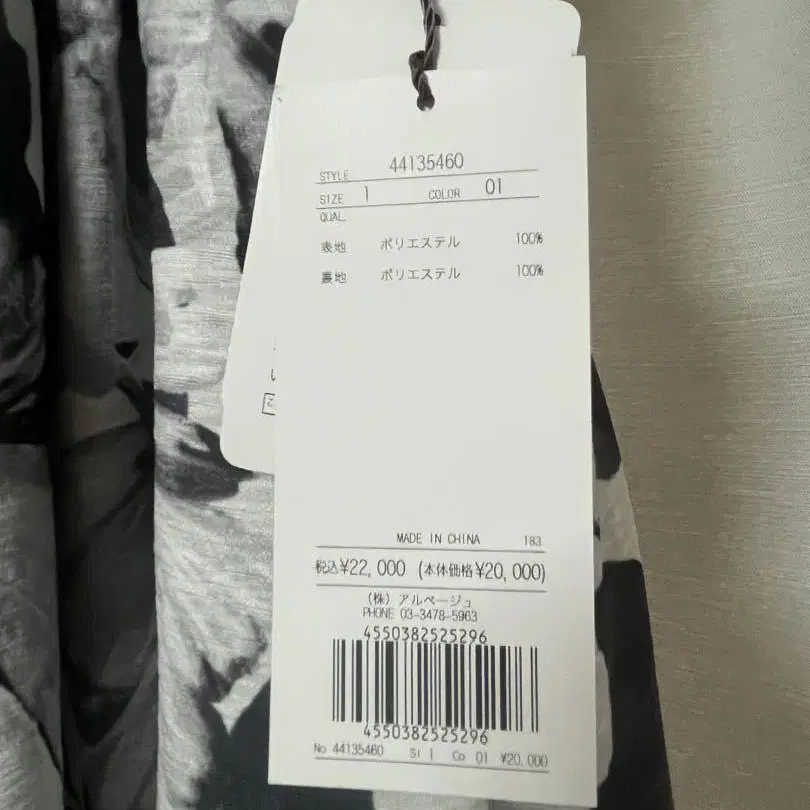 STYLE 44135460
SIZE 1 COLOR 01
QUAL
表地 ポリエステル 100%
裏地 ポリエステル 100%
MADE IN CHINA 183
税込¥22,000 (本体価格¥20,000)
(株) アルページュ
PHONE 03-3478-5963
4550382525296
4550382525296
No 44135460 Si 1 Co 01 ¥20,000